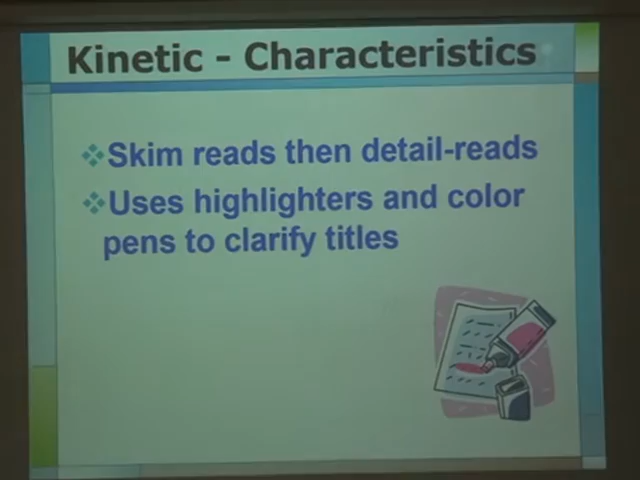 Kinetic - Characteristics
Skim reads then detail-reads
Uses highlighters and color
pens to clarify titles